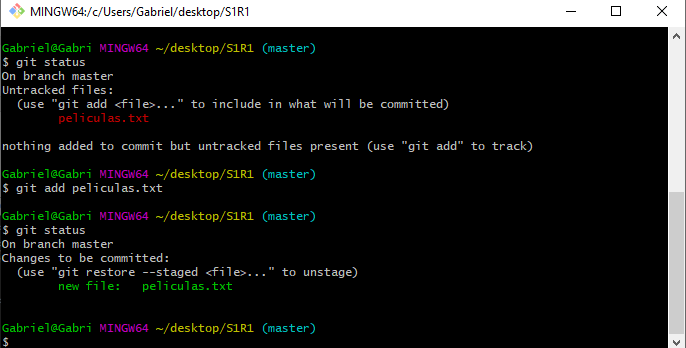 MINGW64:/c/Users/Gabriel/desktop/S1R1
Gabriel@Gabri MINGW64 ~/desktop/S1R1 (master)
$ git status
On branch master
Untracked files:
  (use "git add <file>..." to include in what will be committed)
        peliculas.txt
nothing added to commit but untracked files present (use "git add" to track)
Gabriel@Gabri MINGW64 ~/desktop/S1R1 (master)
$ git add peliculas.txt
Gabriel@Gabri MINGW64 ~/desktop/S1R1 (master)
$ git status
On branch master
Changes to be committed:
  (use "git restore --staged <file>..." to unstage)
        new file:   peliculas.txt
Gabriel@Gabri MINGW64 ~/desktop/S1R1 (master)
$